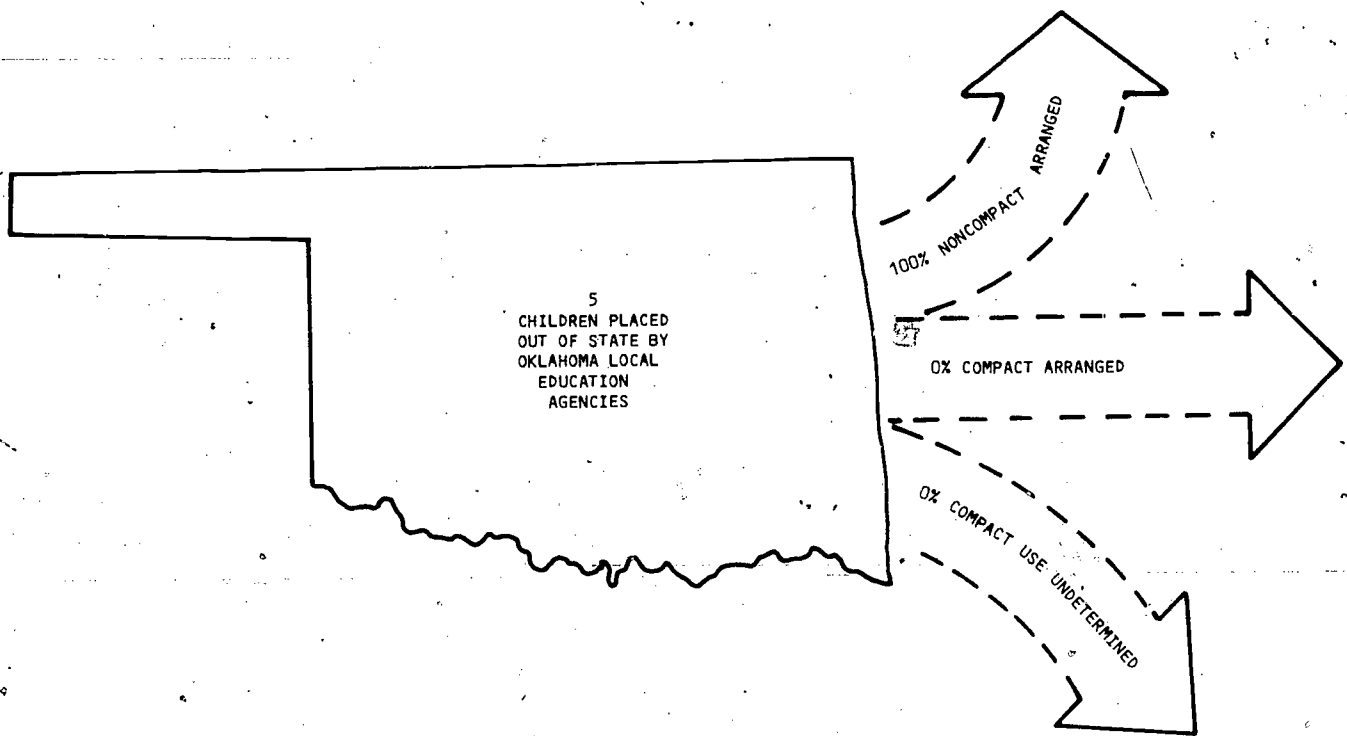 5
CHILDREN PLACED
OUT OF STATE BY
OKLAHOMA LOCAL
EDUCATION
AGENCIES
100% NONCOMPACT ARRANGED
0% COMPACT ARRANGED
0% COMPACT USE UNDETERMINED